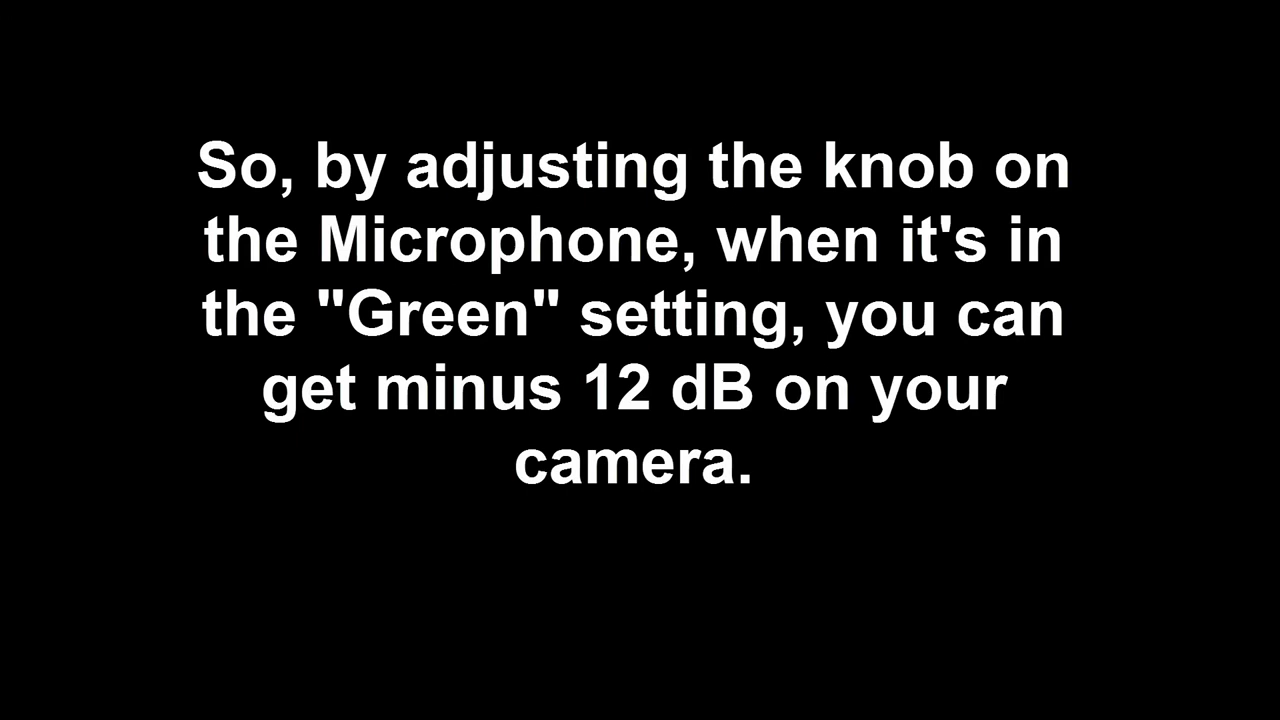 So, by adjusting the knob on
the Microphone, when it's in
the "Green" setting, you can
get minus 12 dB on your
camera.